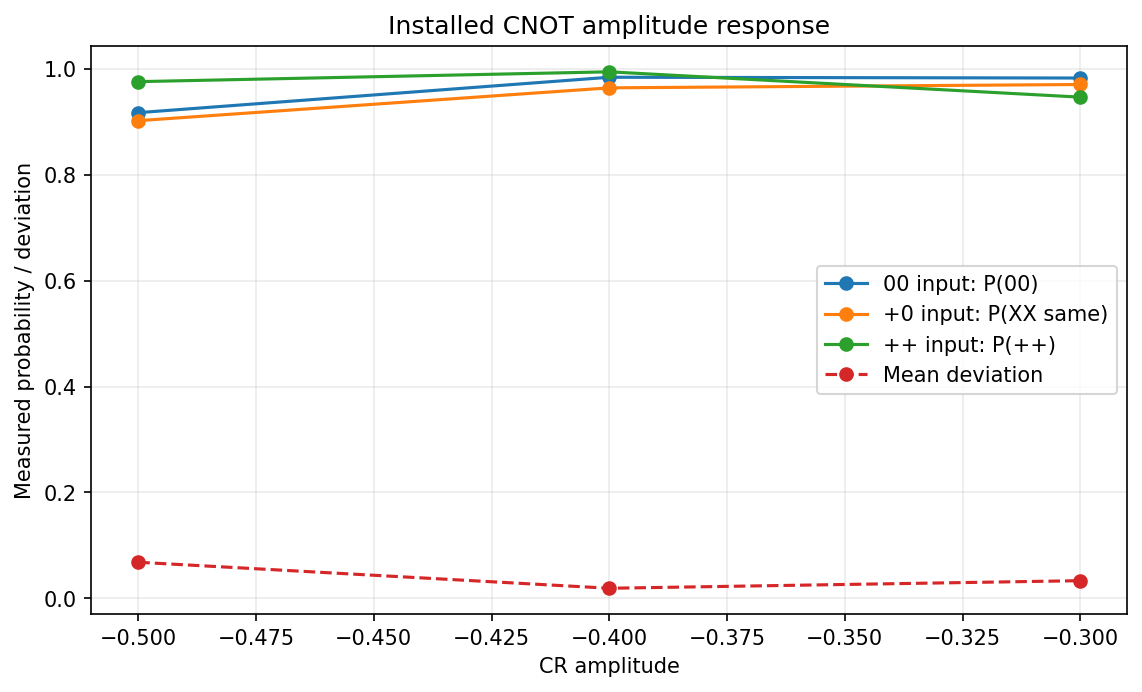 Installed CNOT amplitude response
Measured probability / deviation
1.0
0.8
0.6
0.4
0.2
0.0
00 input: P(00)
+0 input: P(XX same)
++ input: P(++)
Mean deviation
−0.500 −0.475 −0.450 −0.425 −0.400 −0.375 −0.350 −0.325 −0.300
CR amplitude